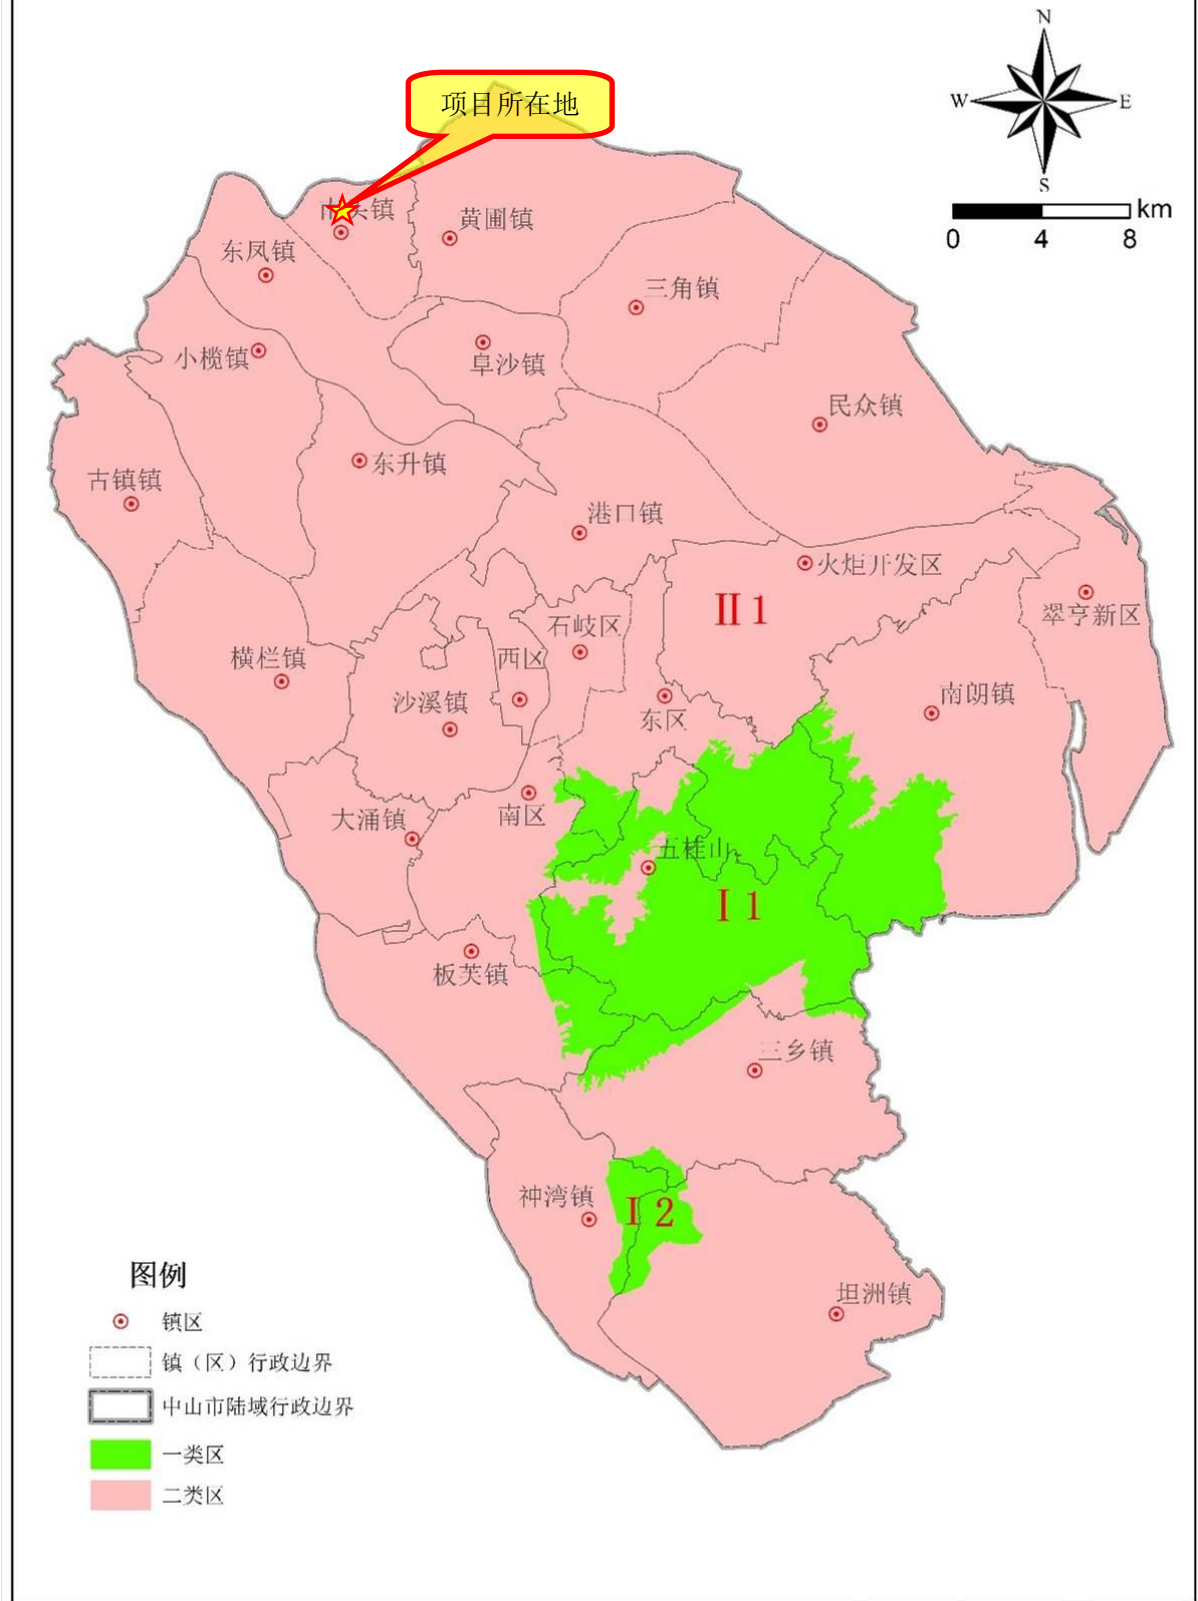 N
项目所在地
W
E
S
km
0 4 8
南头镇
黄圃镇
东凤镇
三角镇
小榄镇
阜沙镇
民众镇
东升镇
古镇镇
港口镇
火炬开发区
Ⅱ1
翠亨新区
石岐区
西区
横栏镇
沙溪镇
东区
南朗镇
南区
大涌镇
五桂山
Ⅰ1
板芙镇
三乡镇
神湾镇
Ⅰ2
坦洲镇
图例
镇区
镇（区）行政边界
中山市陆域行政边界
一类区
二类区